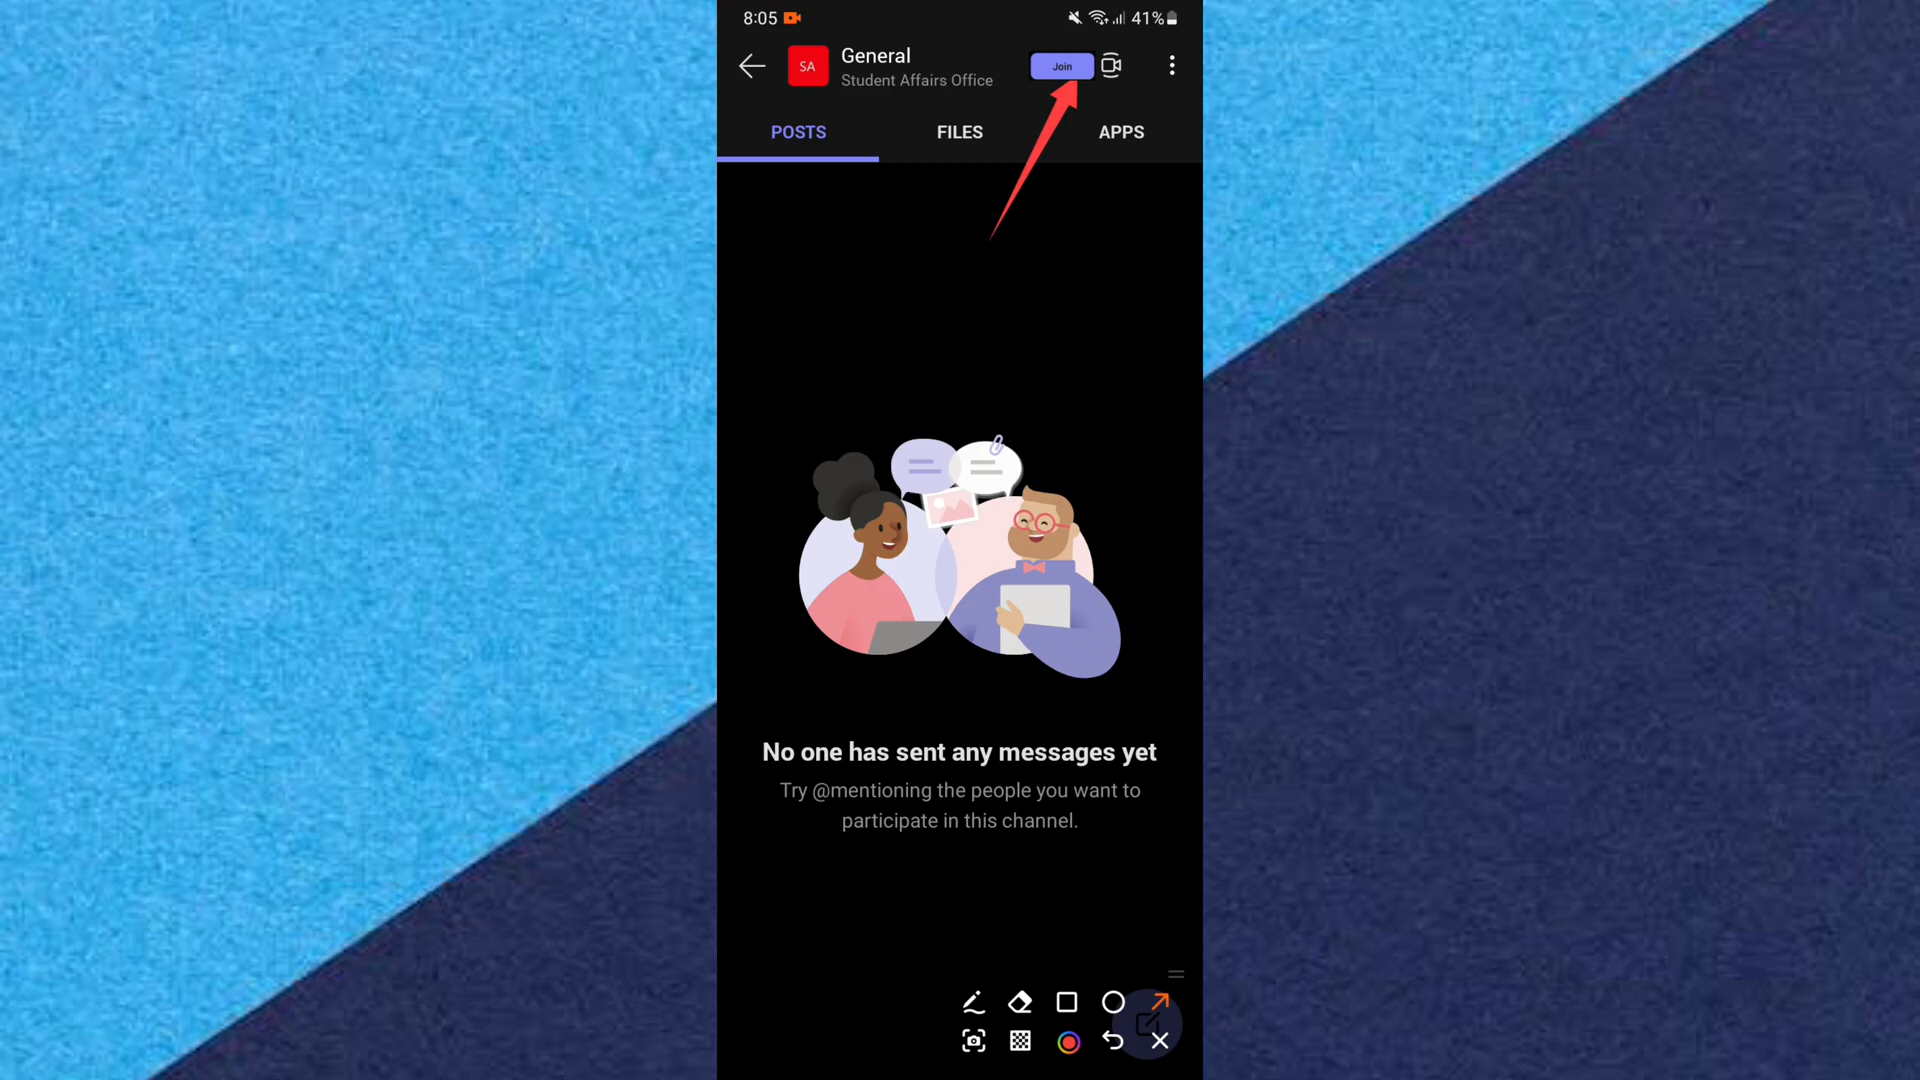 8:05
41%
SA
General
Student Affairs Office
Join
POSTS
FILES
APPS
No one has sent any messages yet
Try @mentioning the people you want to
participate in this channel.